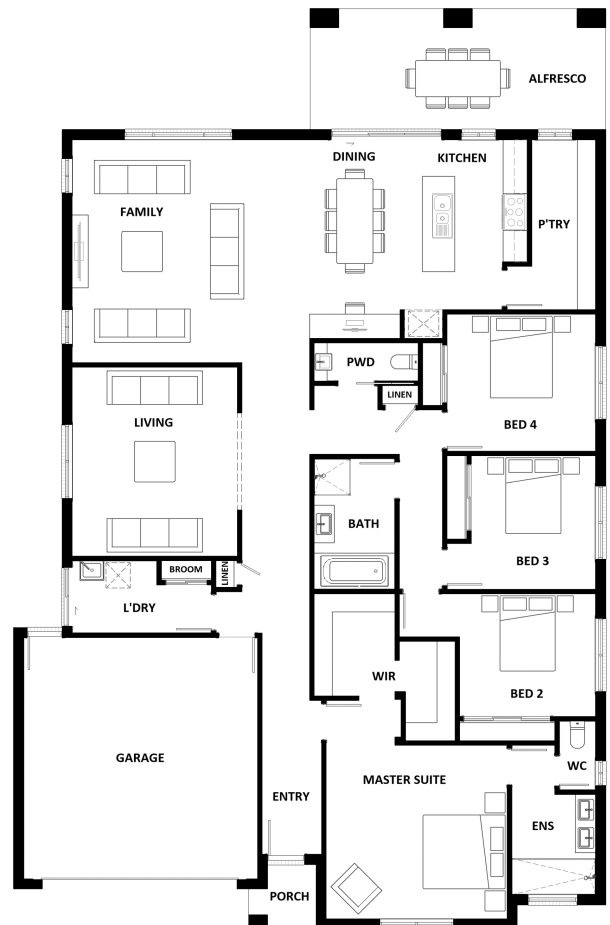 ALFRESCO
DINING
KITCHEN
FAMILY
P'TRY
PWD
LINEN
LIVING
BED 4
BATH
BED 3
BROOM
LINEN
L'DRY
WIR
BED 2
GARAGE
MASTER SUITE
WC
ENTRY
ENS
PORCH